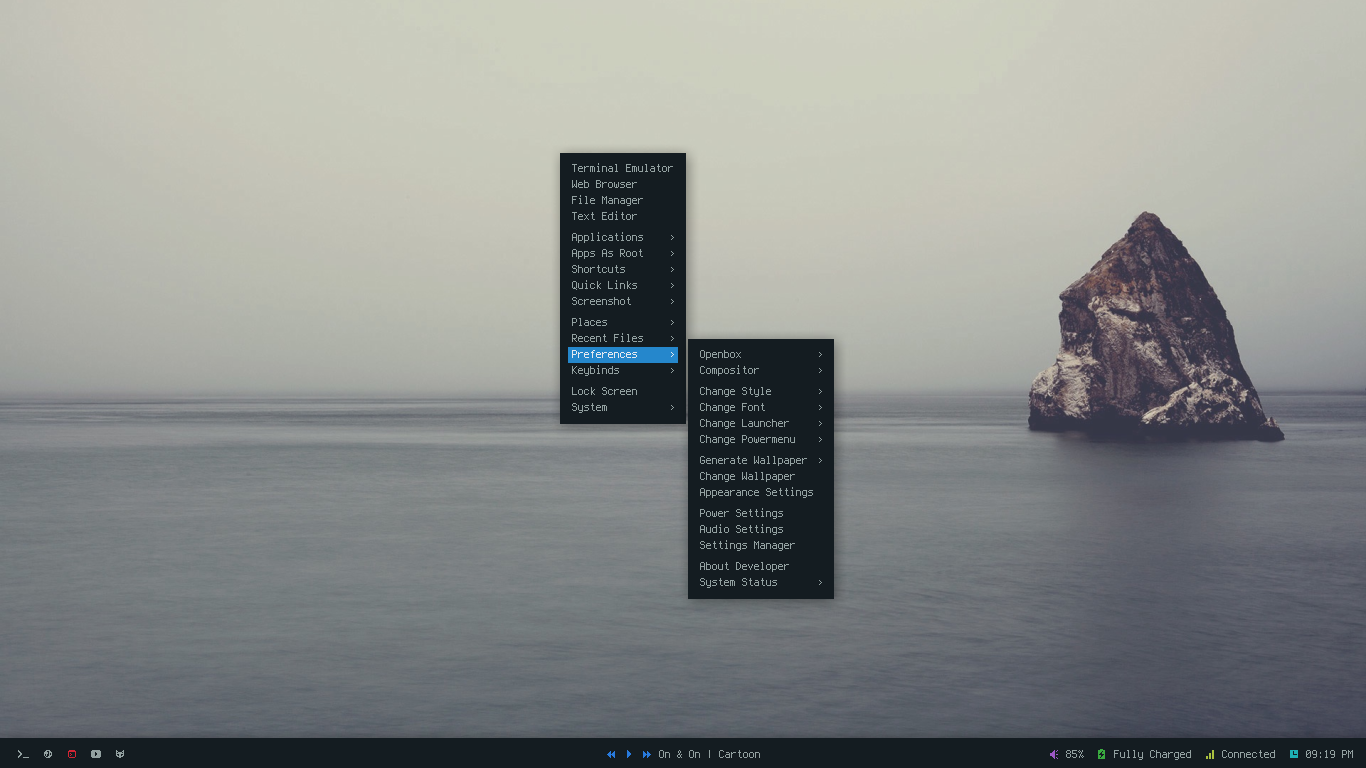 Terminal Emulator
Web Browser
File Manager
Text Editor
Applications
Apps As Root
Shortcuts
Quick Links
Screenshot
Places
Recent Files
Preferences
Keybinds
Lock Screen
System
Openbox
Compositor
Change Style
Change Font
Change Launcher
Change Powermenu
Generate Wallpaper
Change Wallpaper
Appearance Settings
Power Settings
Audio Settings
Settings Manager
About Developer
System Status
On & On | Cartoon 85% Fully Charged Connected 09:19 PM